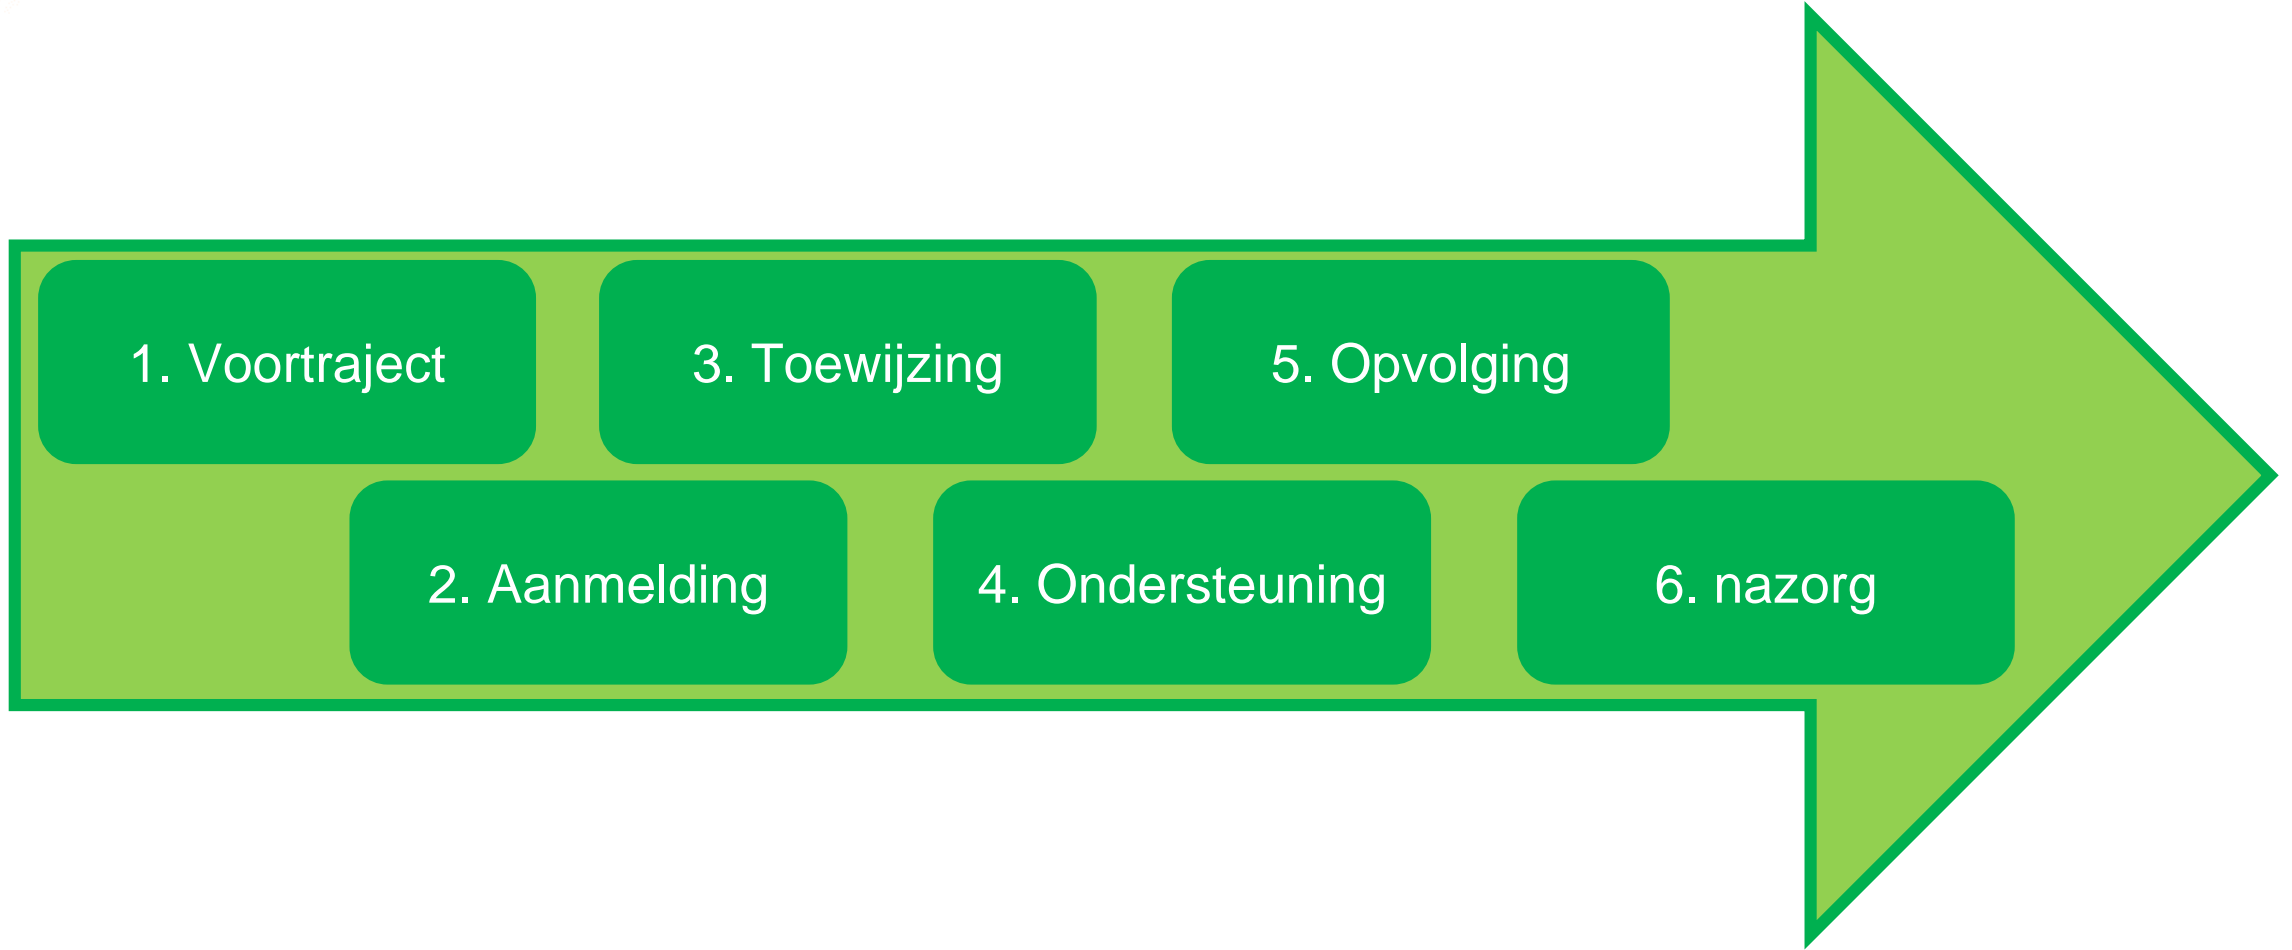 1. Voortraject
2. Aanmelding
3. Toewijzing
4. Ondersteuning
5. Opvolging
6. nazorg